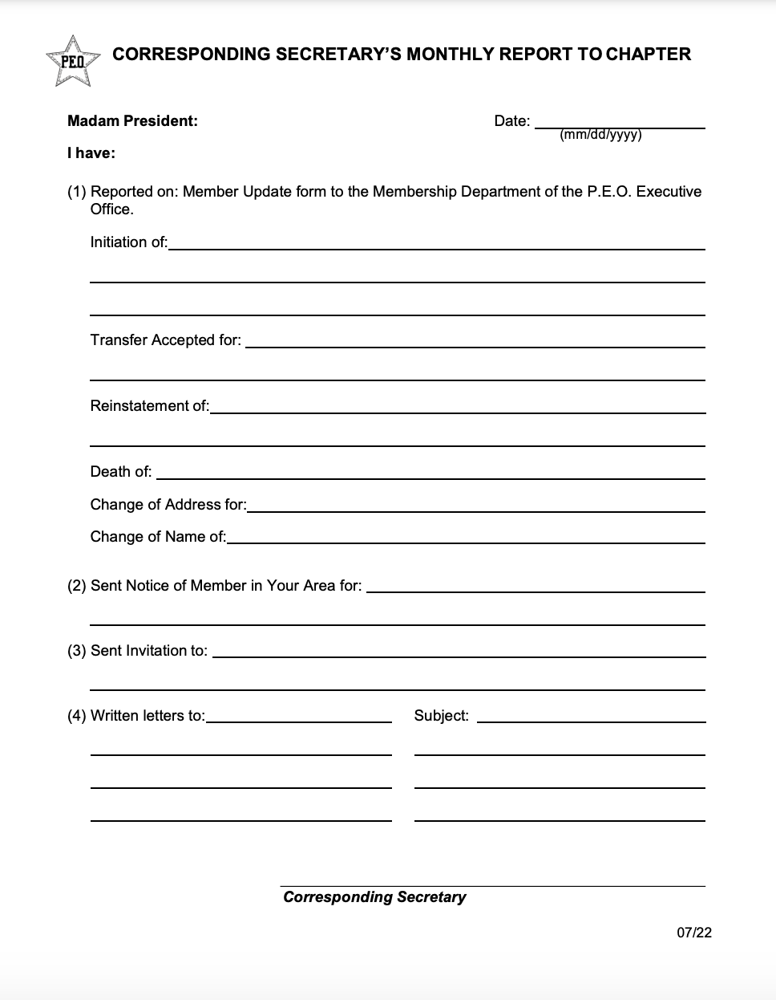 P.E.O.
CORRESPONDING SECRETARY’S MONTHLY REPORT TO CHAPTER
Madam President:
Date:
(mm/dd/yyyy)
I have:
(1) Reported on: Member Update form to the Membership Department of the P.E.O. Executive
Office.
Initiation of:
Transfer Accepted for:
Reinstatement of:
Death of:
Change of Address for:
Change of Name of:
(2) Sent Notice of Member in Your Area for:
(3) Sent Invitation to:
(4) Written letters to: Subject:
Corresponding Secretary
07/22